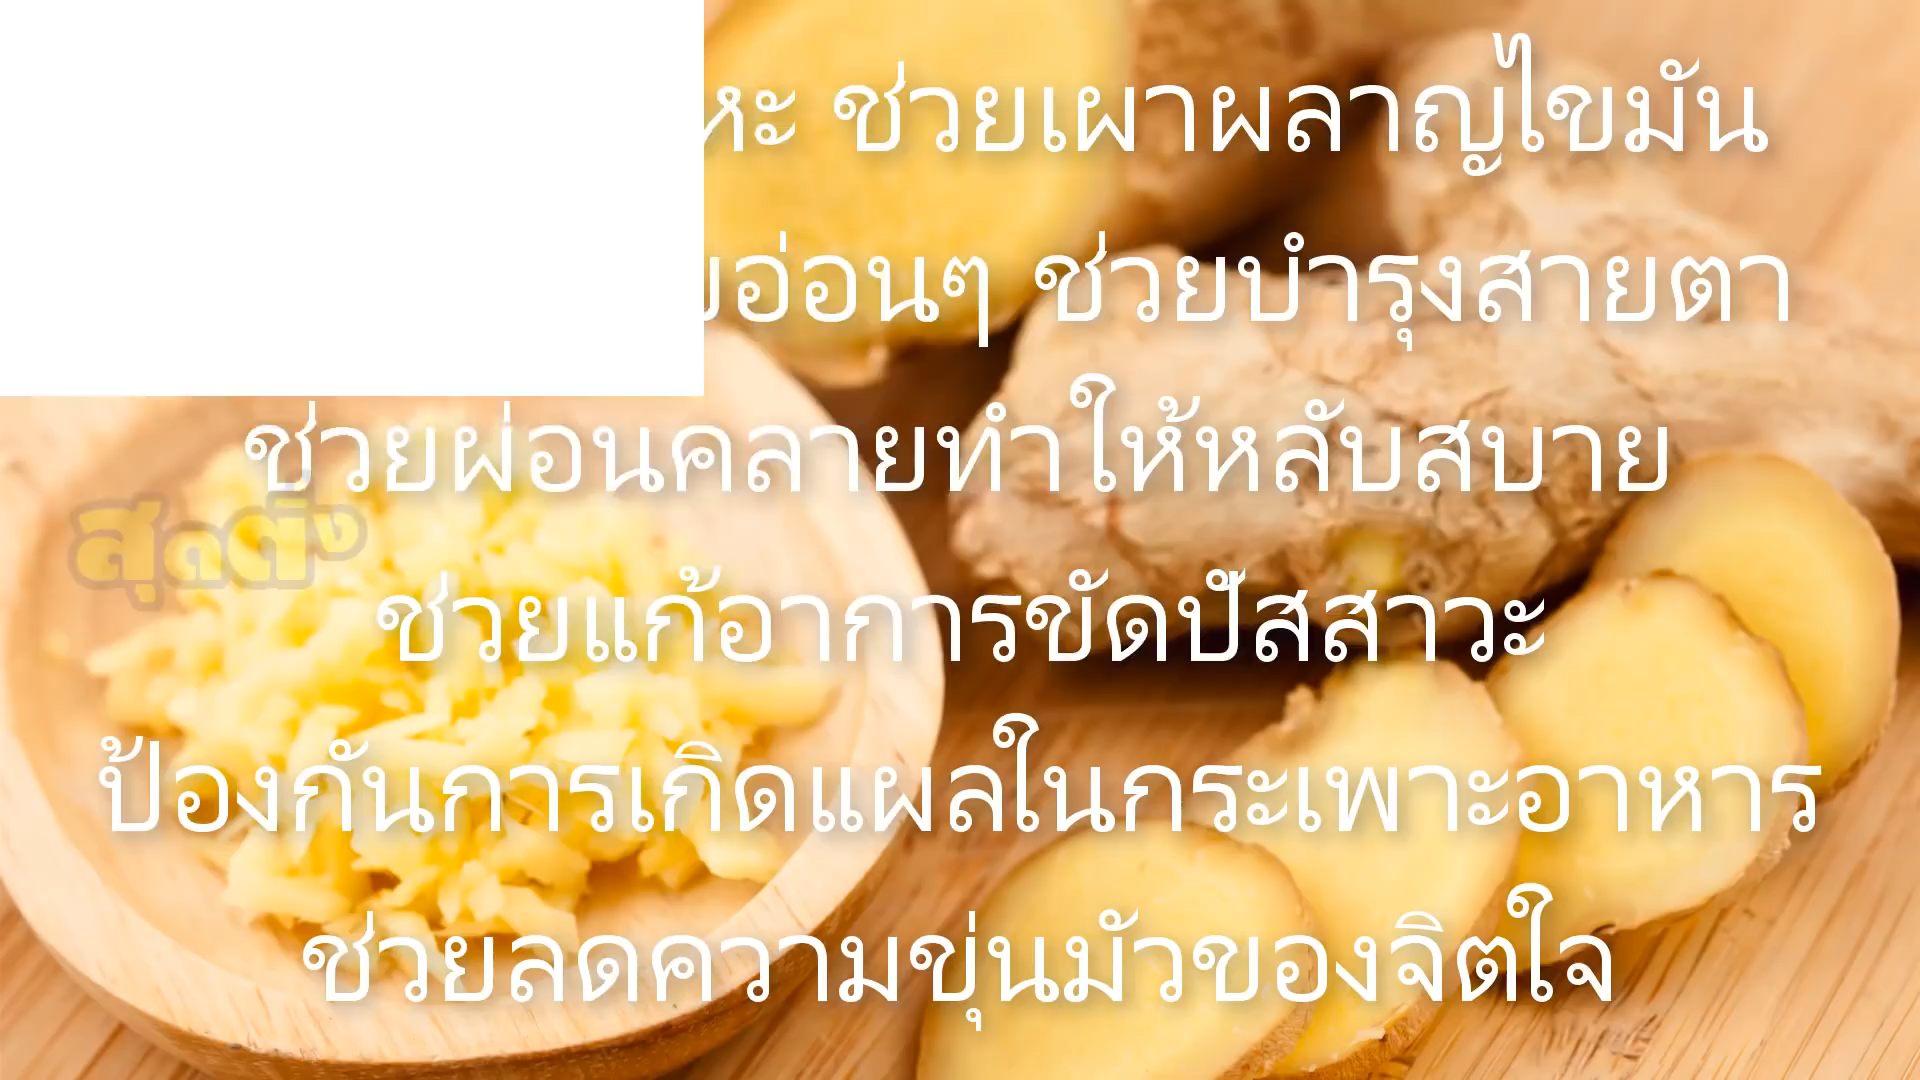 ช่วยเผาผลาญไขมัน
ช่วยบำรุงสายตา
ช่วยผ่อนคลายทำให้หลับสบาย
สุดติ่ง
ช่วยแก้อาการขัดปัสสาวะ
ป้องกันการเกิดแผลในกระเพาะอาหาร
ช่วยลดความขุ่นมัวของจิตใจ